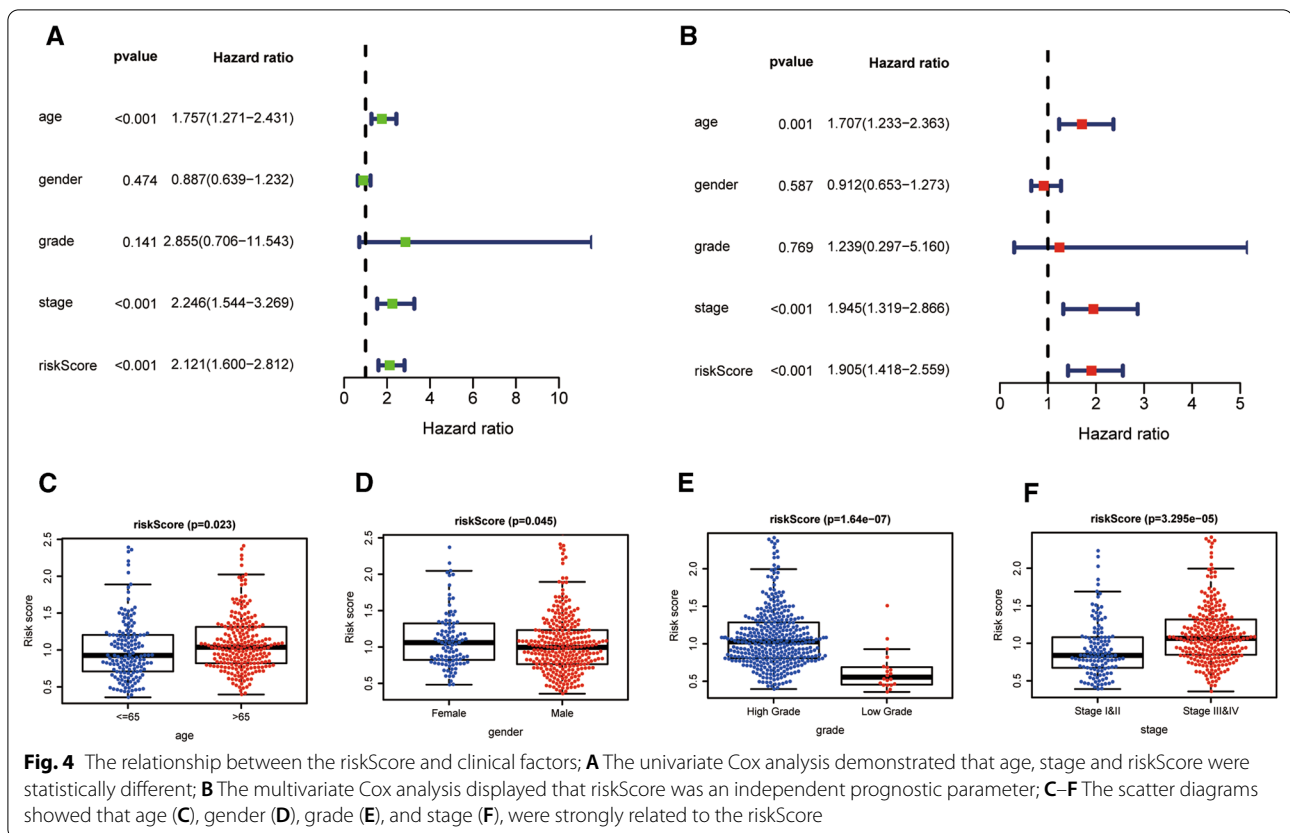 A
pvalue Hazard ratio
age <0.001 1.757(1.271−2.431)
gender 0.474 0.887(0.639−1.232)
grade 0.141 2.855(0.706−11.543)
stage <0.001 2.246(1.544−3.269)
riskScore <0.001 2.121(1.600−2.812)
0 2 4 6 8 10
Hazard ratio
B
pvalue Hazard ratio
age 0.001 1.707(1.233−2.363)
gender 0.587 0.912(0.653−1.273)
grade 0.769 1.239(0.297−5.160)
stage <0.001 1.945(1.319−2.866)
riskScore <0.001 1.905(1.418−2.559)
0 1 2 3 4 5
Hazard ratio
C
riskScore (p=0.023)
Risk score
2.5
2.0
1.5
1.0
0.5
<=65 >65
age
D
riskScore (p=0.045)
Risk score
2.5
2.0
1.5
1.0
0.5
Female Male
gender
E
riskScore (p=1.64e−07)
Risk score
2.0
1.5
1.0
0.5
High Grade Low Grade
grade
F
riskScore (p=3.295e−05)
Risk score
2.0
1.5
1.0
0.5
Stage I&II Stage III&IV
stage
Fig. 4 The relationship between the riskScore and clinical factors; A The univariate Cox analysis demonstrated that age, stage and riskScore were
statistically different; B The multivariate Cox analysis displayed that riskScore was an independent prognostic parameter; C–F The scatter diagrams
showed that age (C), gender (D), grade (E), and stage (F), were strongly related to the riskScore